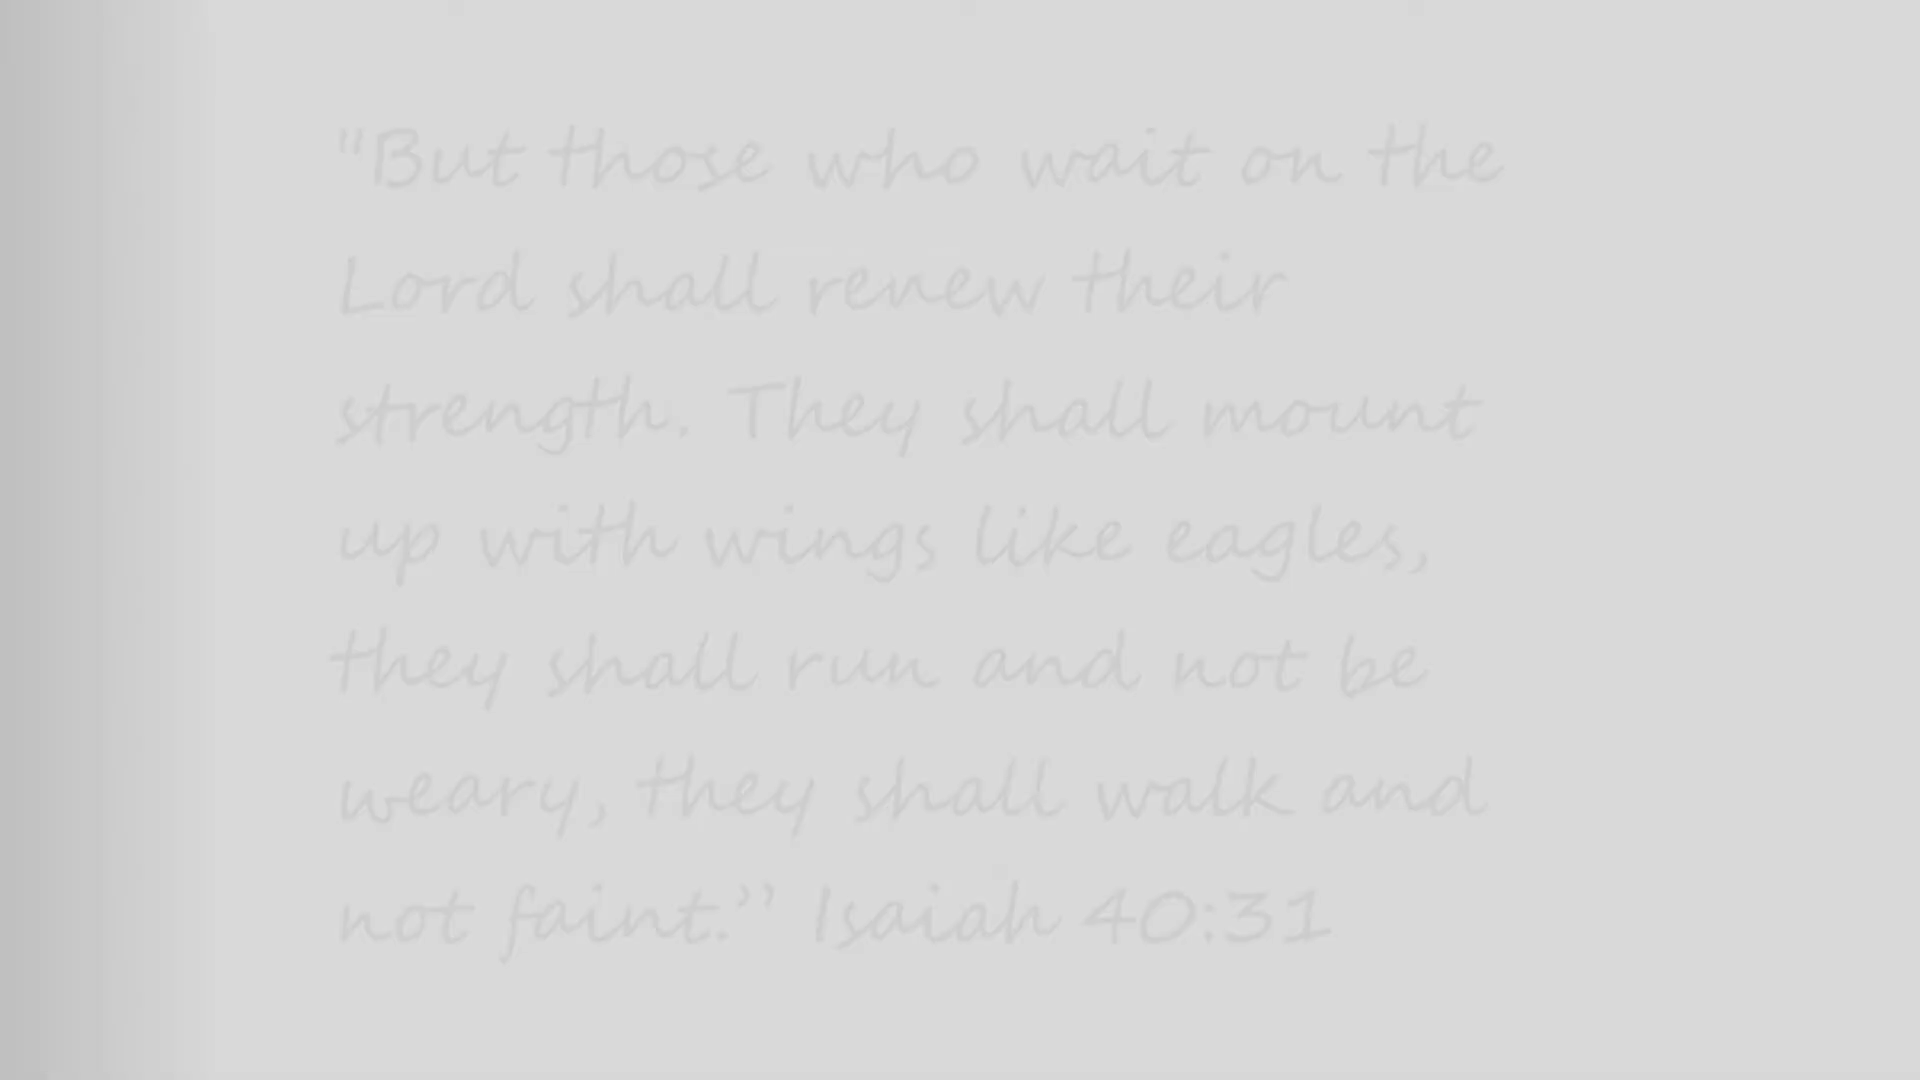 "But those who wait on the
Lord shall renew their
strength. They shall mount
up with wings like eagles,
they shall run and not be
weary, they shall walk and
not faint.’’ Isaiah 40:31